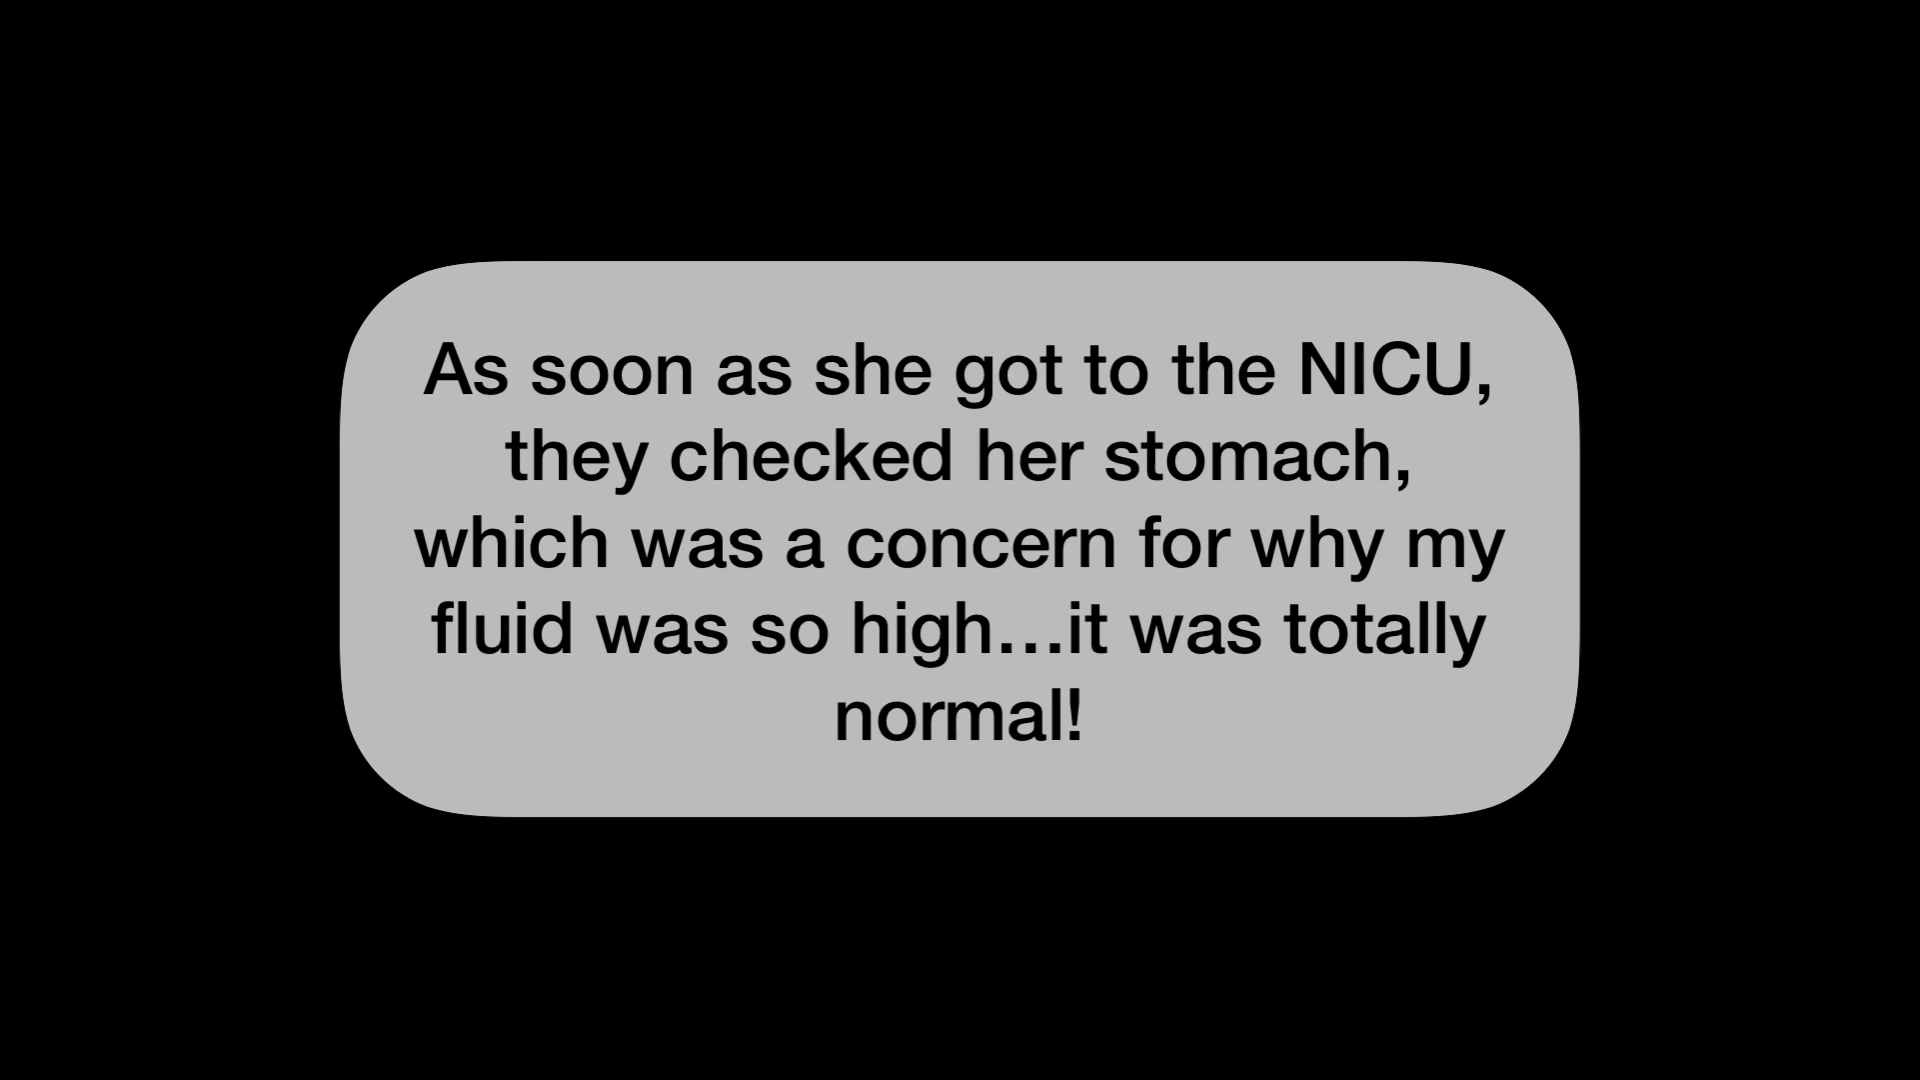 As soon as she got to the NICU,
they checked her stomach,
which was a concern for why my
fluid was so high...it was totally
normal!